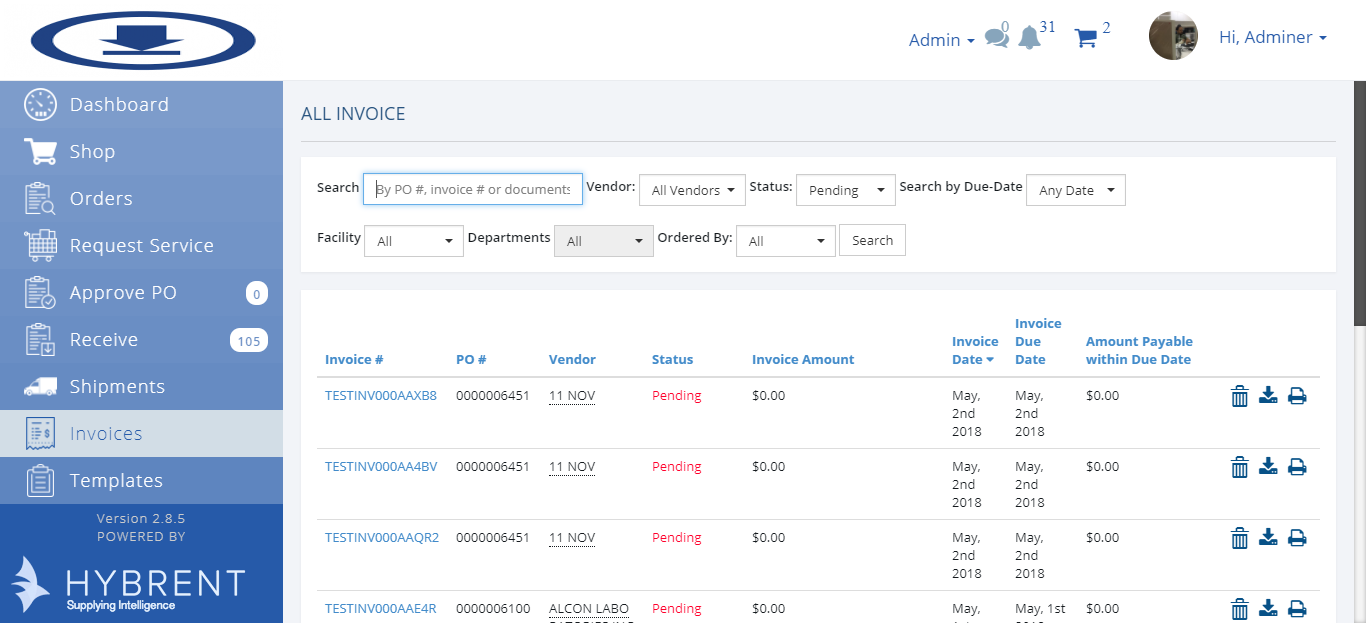 Admin 0 31 2 Hi, Adminer
Dashboard
Shop
Orders
Request Service
Approve PO 0
Receive 105
Shipments
Invoices
Templates
Version 2.8.5
POWERED BY
HYBRENT
Supplying Intelligence
ALL INVOICE
Search By PO #, invoice # or documents Vendor: All Vendors Status: Pending Search by Due-Date Any Date
Facility All Departments All Ordered By: All Search
Invoice # PO # Vendor Status Invoice Amount Invoice Date Invoice Due Date Amount Payable within Due Date
TESTINV000AAXB8 0000006451 11 NOV Pending $0.00 May, 2nd 2018 May, 2nd 2018 $0.00
TESTINV000AA4BV 0000006451 11 NOV Pending $0.00 May, 2nd 2018 May, 2nd 2018 $0.00
TESTINV000AAQR2 0000006451 11 NOV Pending $0.00 May, 2nd 2018 May, 2nd 2018 $0.00
TESTINV000AAE4R 0000006100 ALCON LABO Pending $0.00 May, May, 1st $0.00